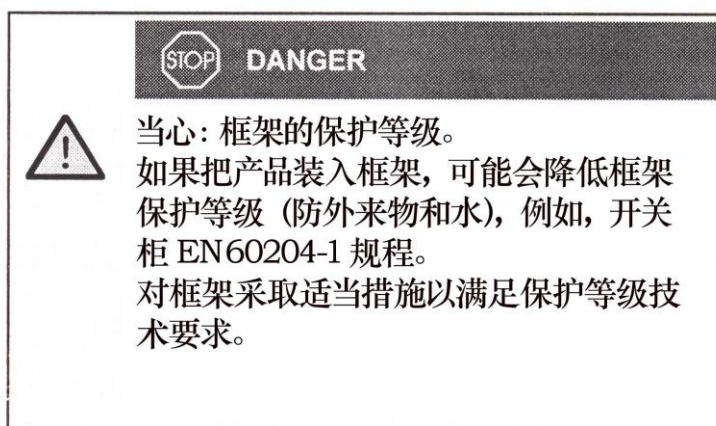 STOP DANGER
当心: 框架的保护等级。
如果把产品装入框架, 可能会降低框架
保护等级 (防外来物和水), 例如, 开关
柜 EN60204-1 规程。
对框架采取适当措施以满足保护等级技
术要求。